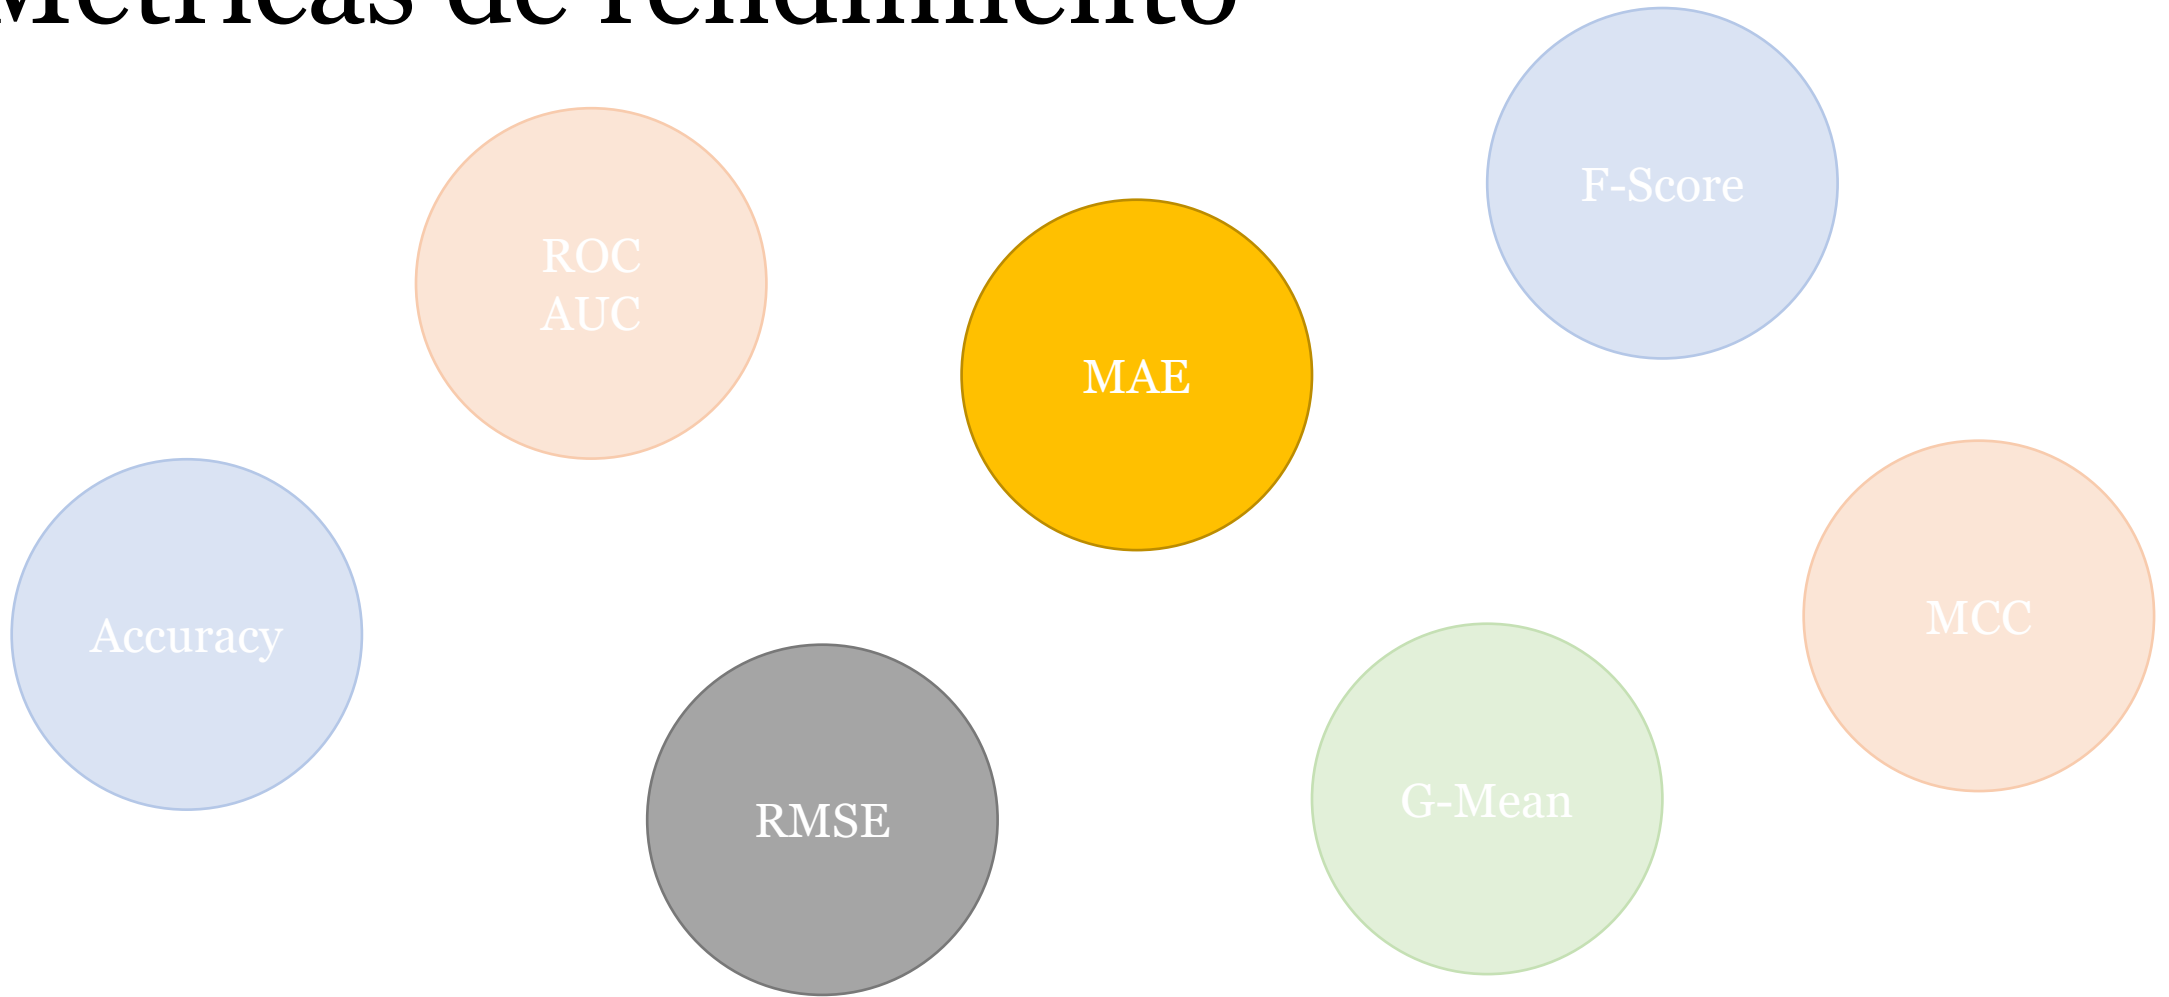 Métricas de rendimiento
F-Score
ROC
AUC
MAE
Accuracy
MCC
RMSE
G-Mean